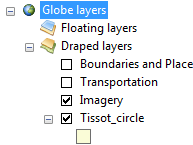 Globe layers
Floating layers
Draped layers
Boundaries and Place
Transportation
Imagery
Tissot_circle